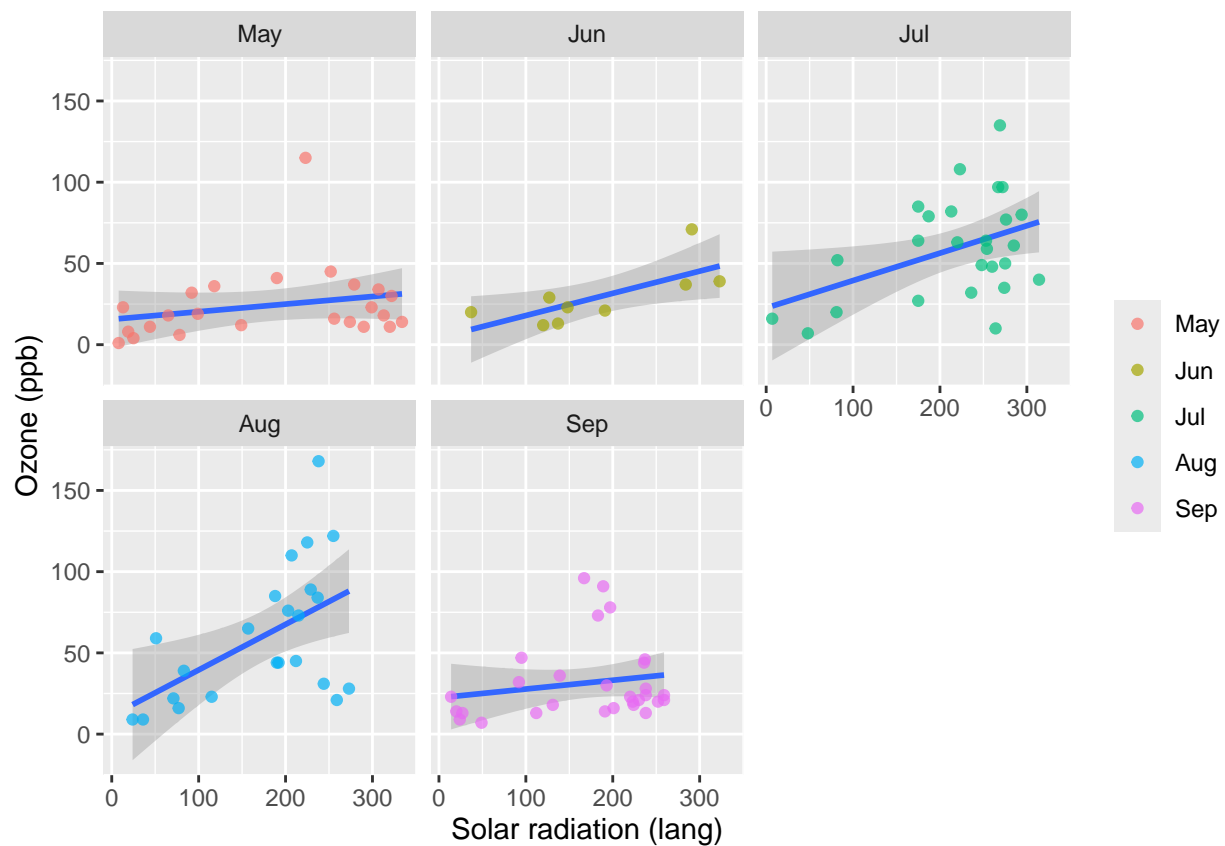 May Jun Jul
150
100
50
0
0 100 200 300
Aug Sep
150
100
50
0
0 100 200 300 0 100 200 300
Ozone (ppb)
Solar radiation (lang)
May
Jun
Jul
Aug
Sep